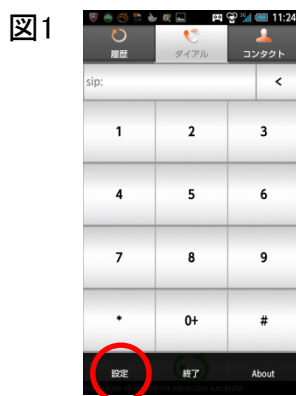 図1
11:24
履歴 ダイアル コンタクト
sip: <
1 2 3
4 5 6
7 8 9
* 0+ #
設定 終了 About
successful